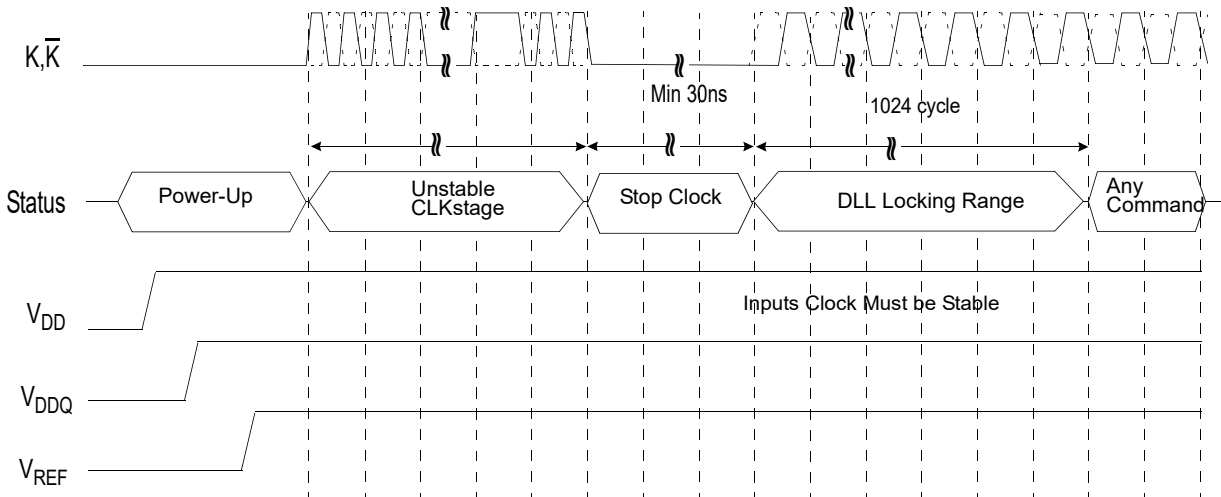 K,K̅
Min 30ns
1024 cycle
Status
Power-Up
Unstable
CLKstage
Stop Clock
DLL Locking Range
Any
Command
VDD
Inputs Clock Must be Stable
VDDQ
VREF